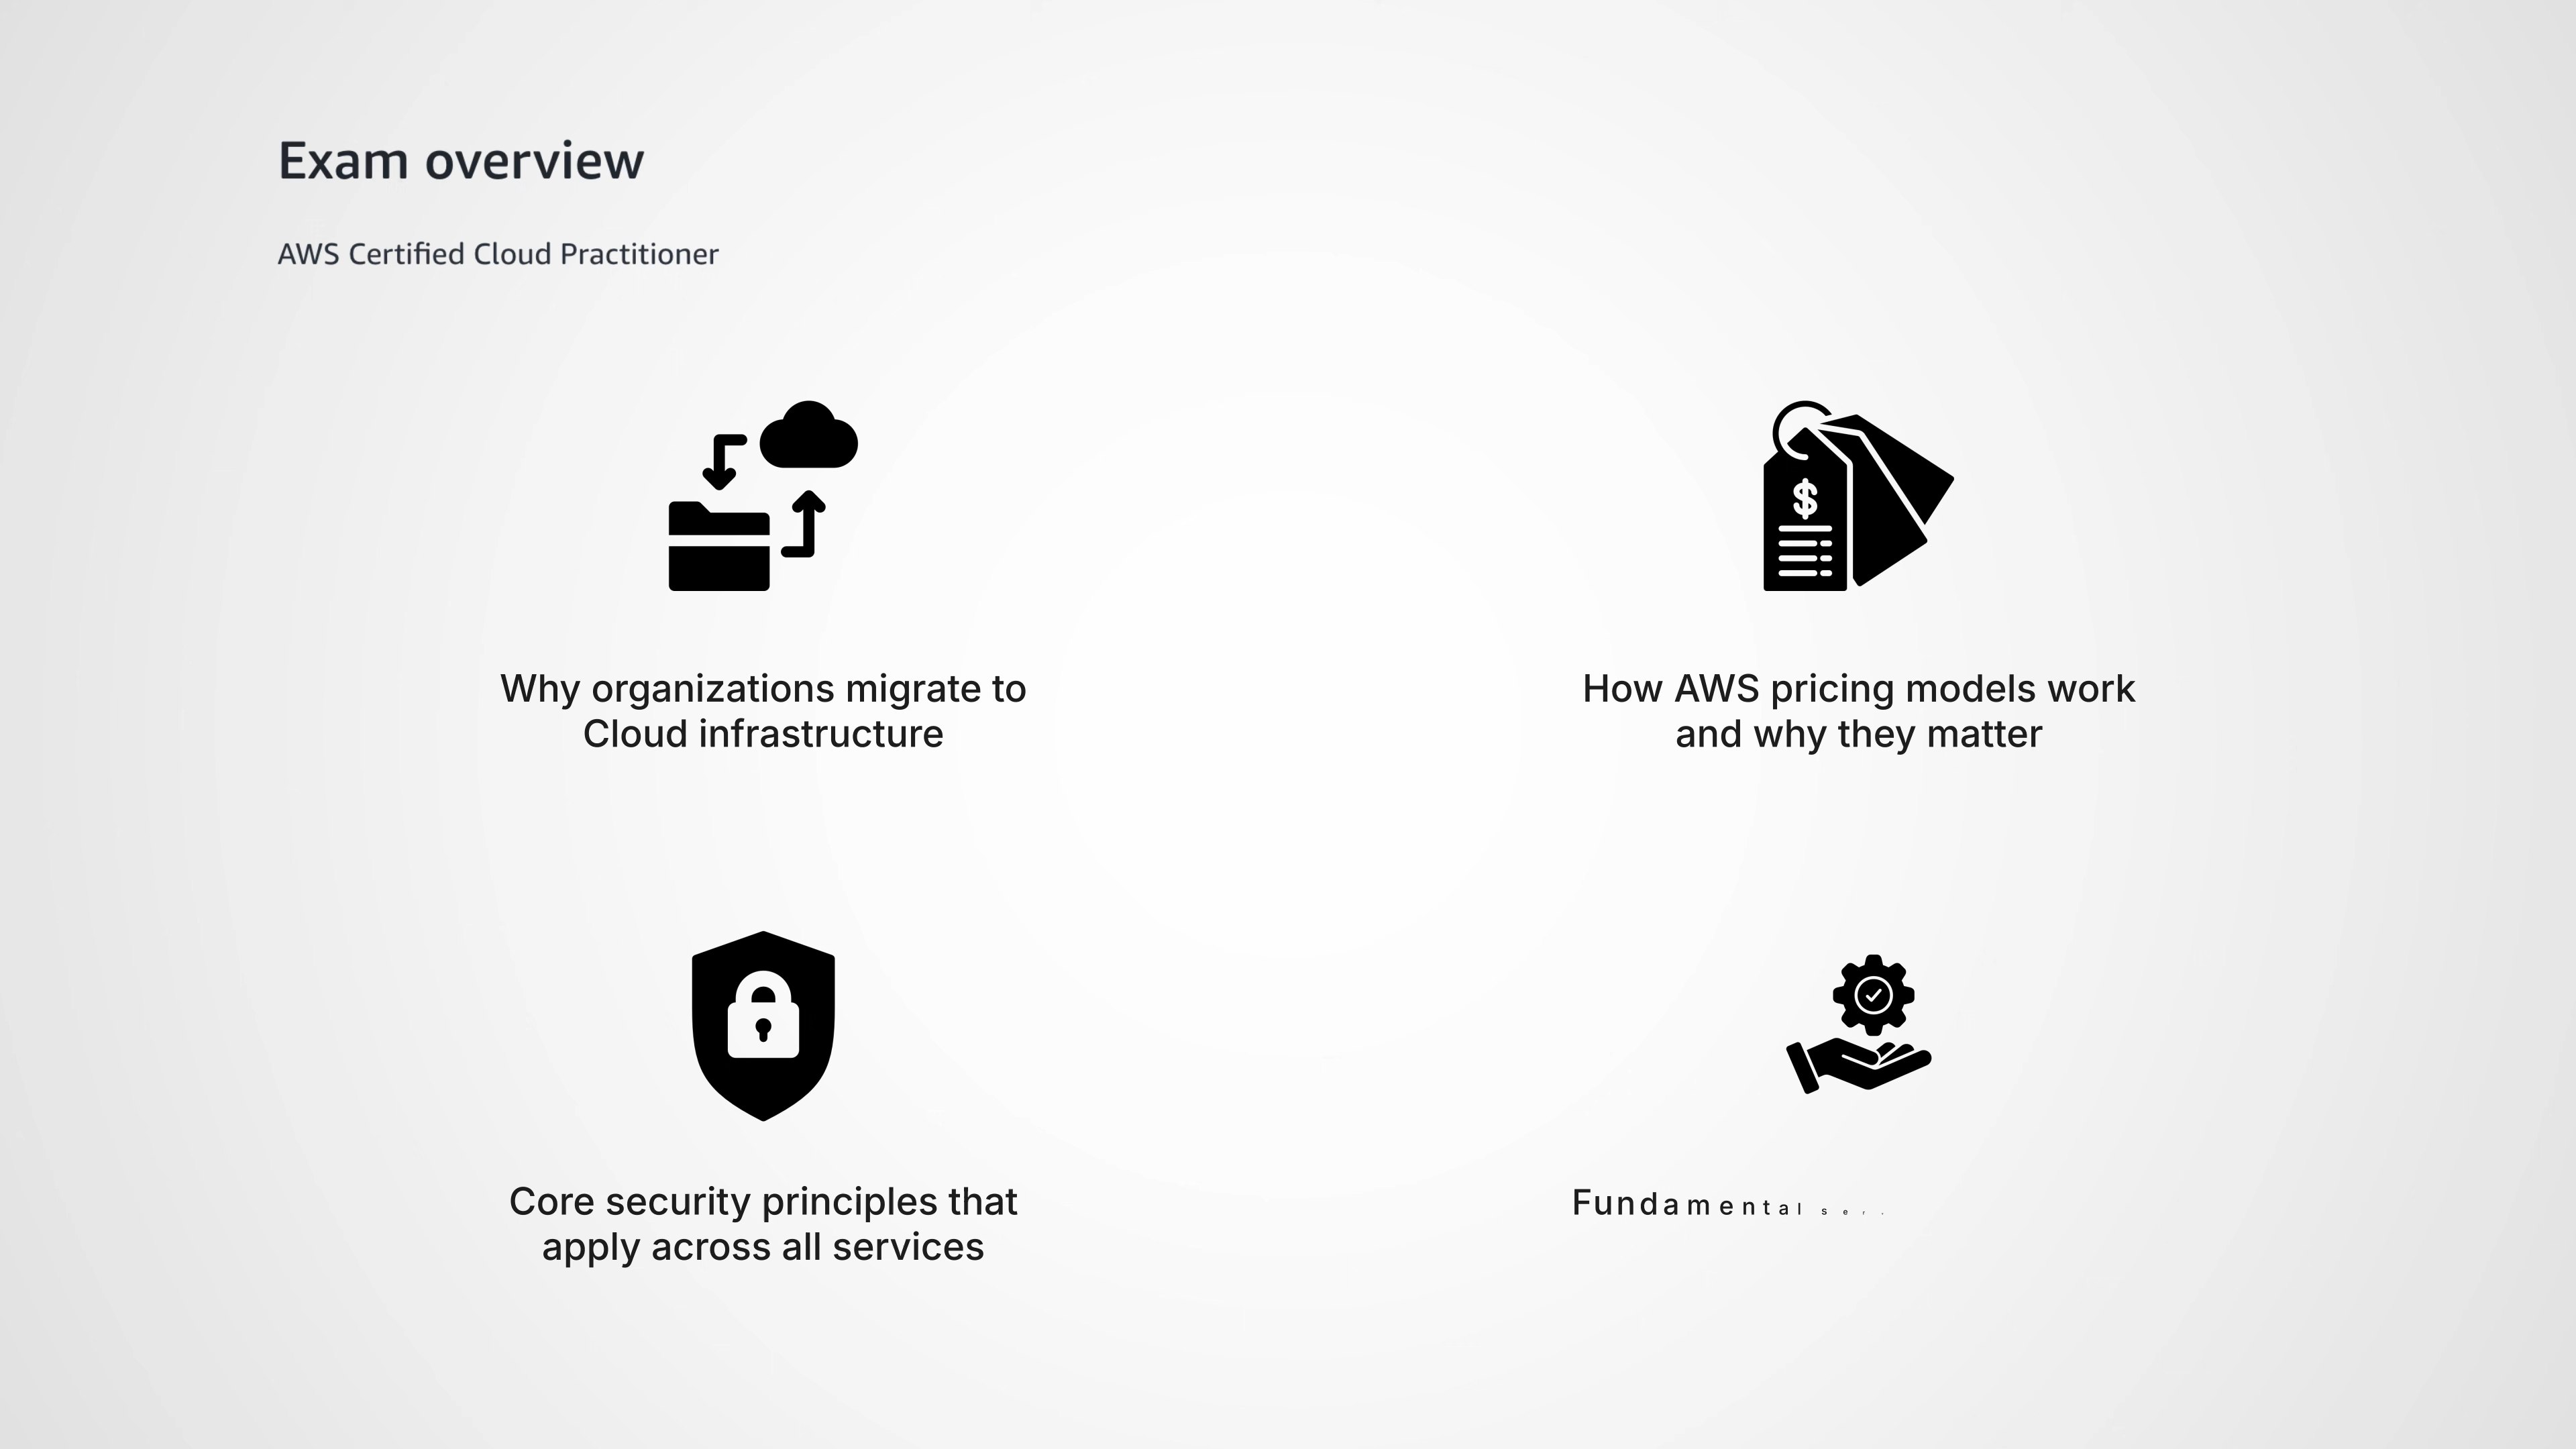 Exam overview
AWS Certified Cloud Practitioner
$
Why organizations migrate to
Cloud infrastructure
How AWS pricing models work
and why they matter
Core security principles that
apply across all services
Fundamental